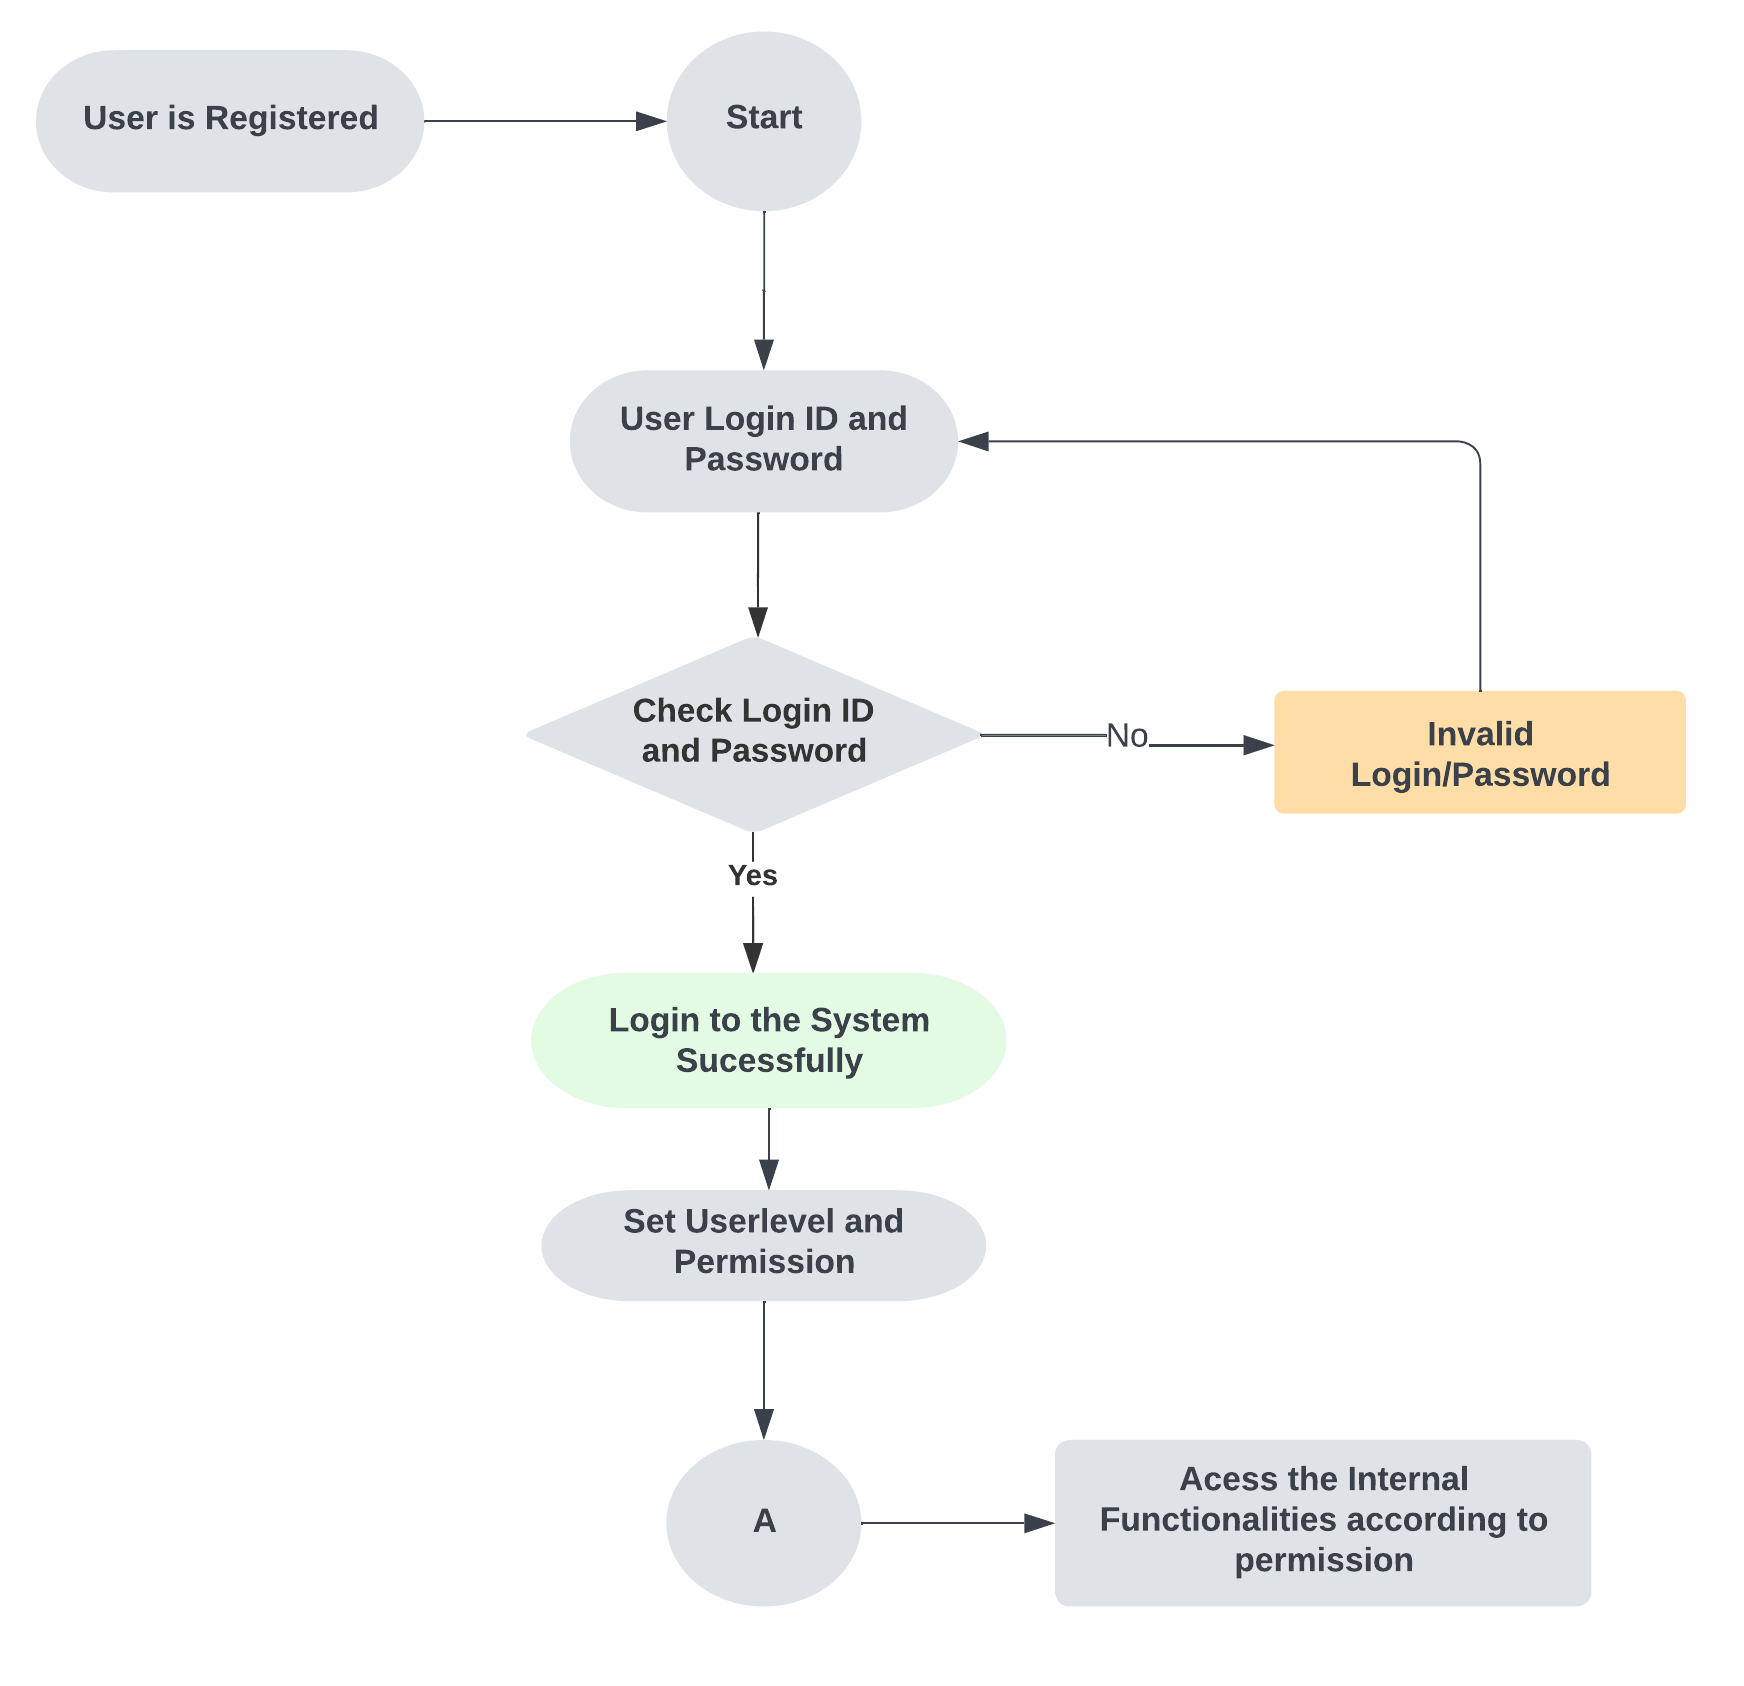 User is Registered
Start
User Login ID and
Password
Check Login ID
and Password
No
Invalid
Login/Password
Yes
Login to the System
Sucessfully
Set Userlevel and
Permission
A
Acess the Internal
Functionalities according to
permission